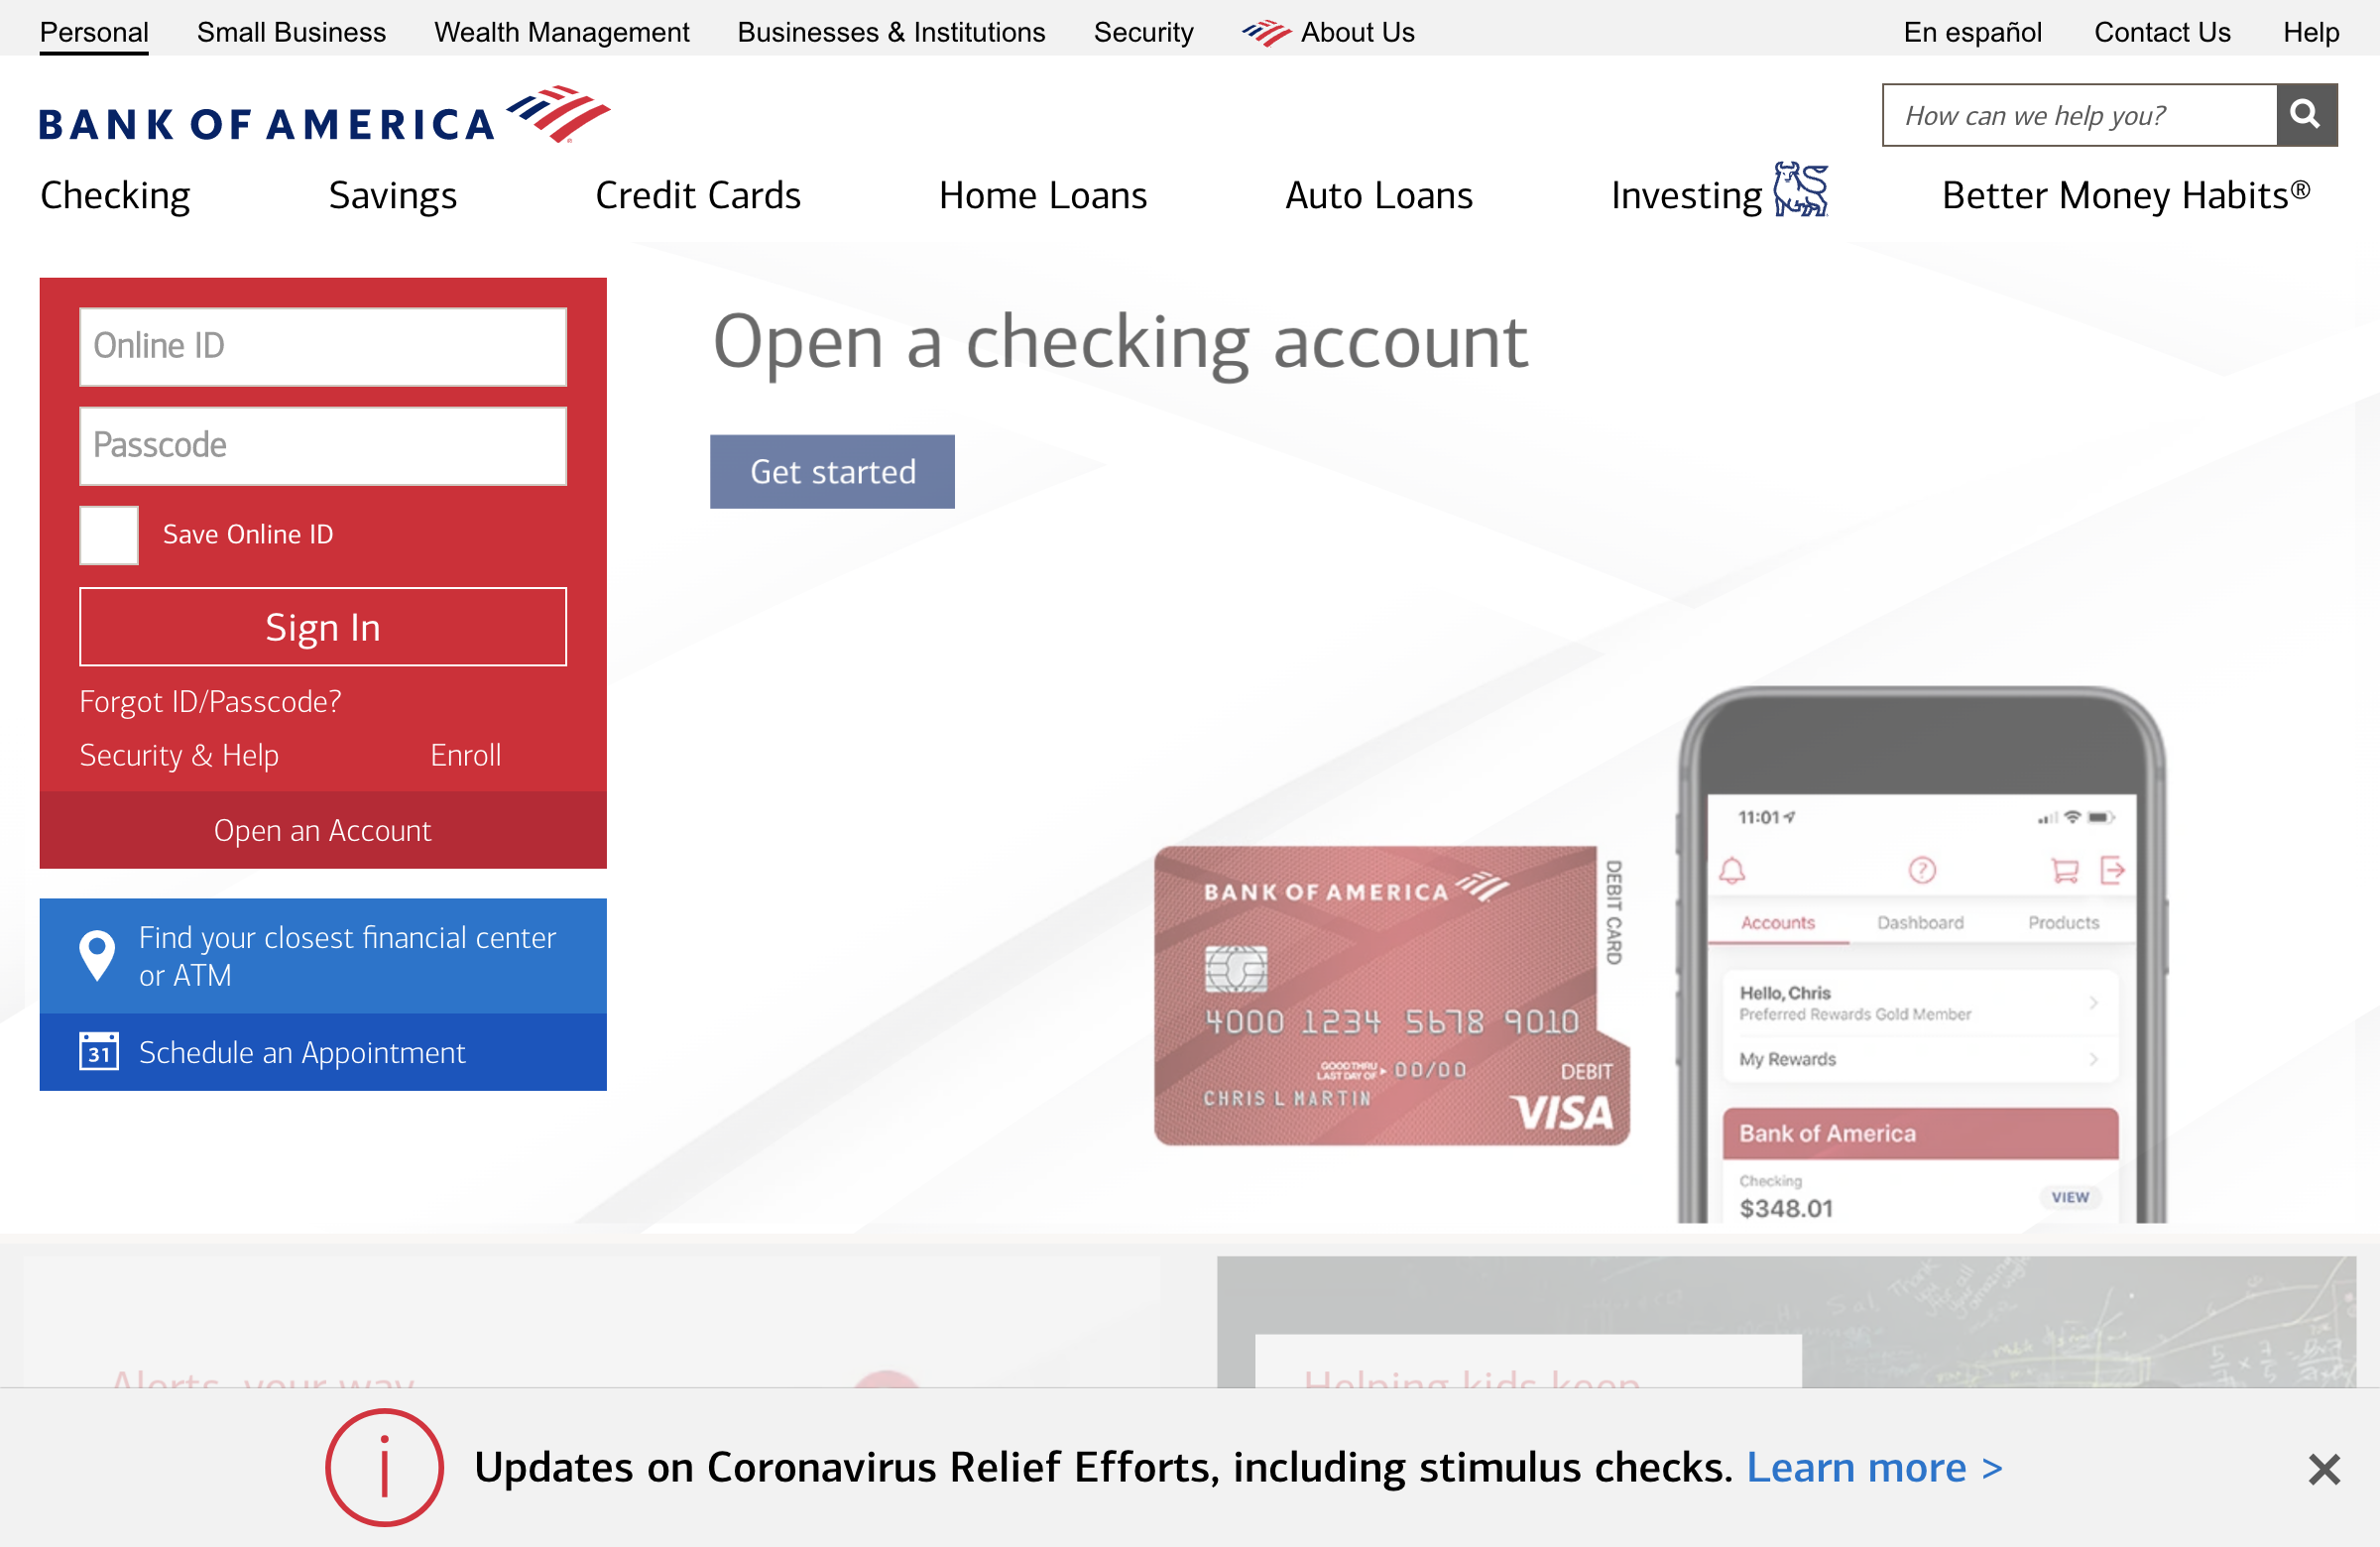 Personal Small Business Wealth Management Businesses & Institutions Security About Us En español Contact Us Help
BANK OF AMERICA
How can we help you?
Checking Savings Credit Cards Home Loans Auto Loans Investing Better Money Habits®
Online ID
Passcode
Save Online ID
Sign In
Forgot ID/Passcode?
Security & Help Enroll
Open an Account
Find your closest financial center
or ATM
31 Schedule an Appointment
Open a checking account
Get started
BANK OF AMERICA
DEBIT CARD
4000 1234 5678 9010
GOOD THRU
LAST DAY OF 00/00
DEBIT
CHRIS L MARTIN
VISA
11:01
Accounts Dashboard Products
Hello, Chris
Preferred Rewards Gold Member
My Rewards
Bank of America
Checking
$348.01
VIEW
Alerts, your way
Helping kids keep
Updates on Coronavirus Relief Efforts, including stimulus checks. Learn more >